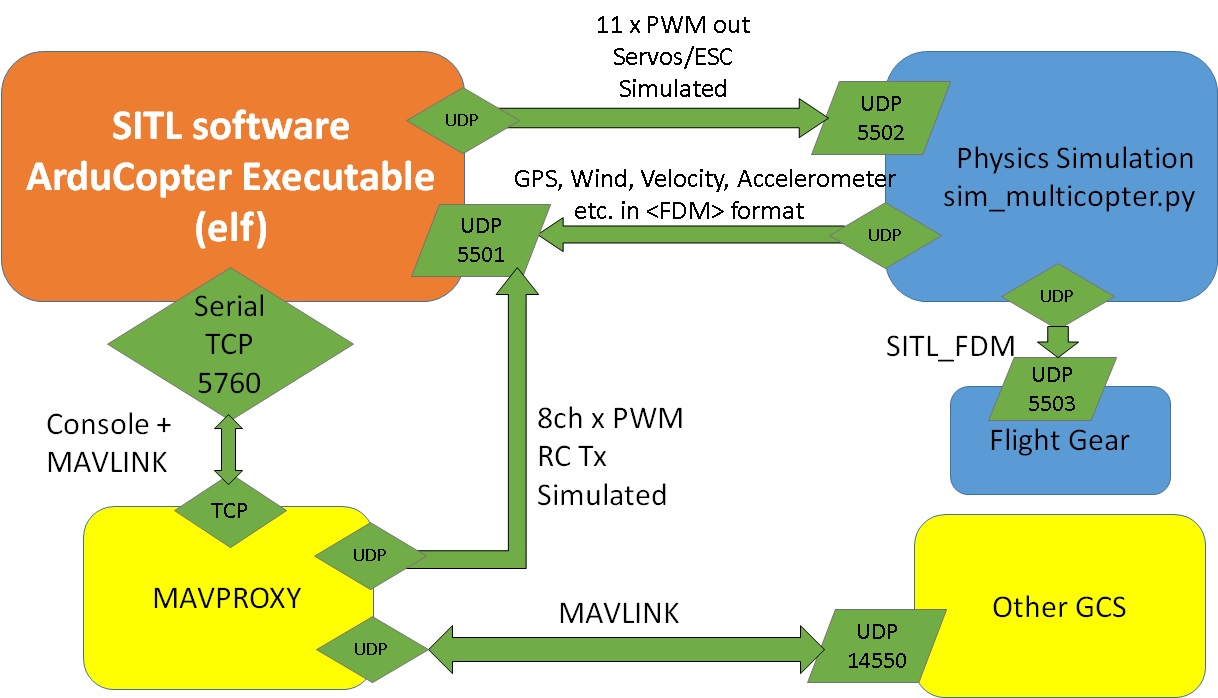 11 x PWM out
Servos/ESC
Simulated
SITL software
ArduCopter Executable
(elf)
UDP
UDP
5502
Physics Simulation
sim_multicopter.py
GPS, Wind, Velocity, Accelerometer
etc. in <FDM> format
UDP
5501
UDP
UDP
SITL_FDM
UDP
5503
Flight Gear
Serial
TCP
5760
Console +
MAVLINK
8ch x PWM
RC Tx
Simulated
TCP
UDP
MAVPROXY
UDP
MAVLINK
UDP
14550
Other GCS